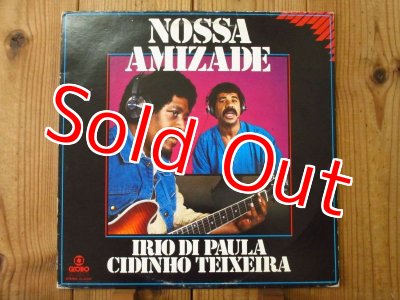 NOSSA
AMIZADE
Sold Out
IRIO DI PAULA
CIDINHO TEIXEIRA
GLOBO